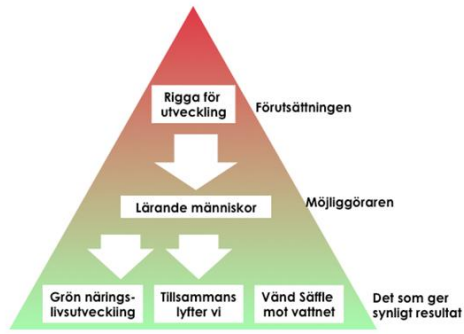 Rigga för
utveckling
Förutsättningen
Lärande människor
Möjliggöraren
Grön närings-
livsutveckiing
Tillsammans
lyfter vi
Vänd Säffle
mot vattnet
Det som ger
synligt resultat